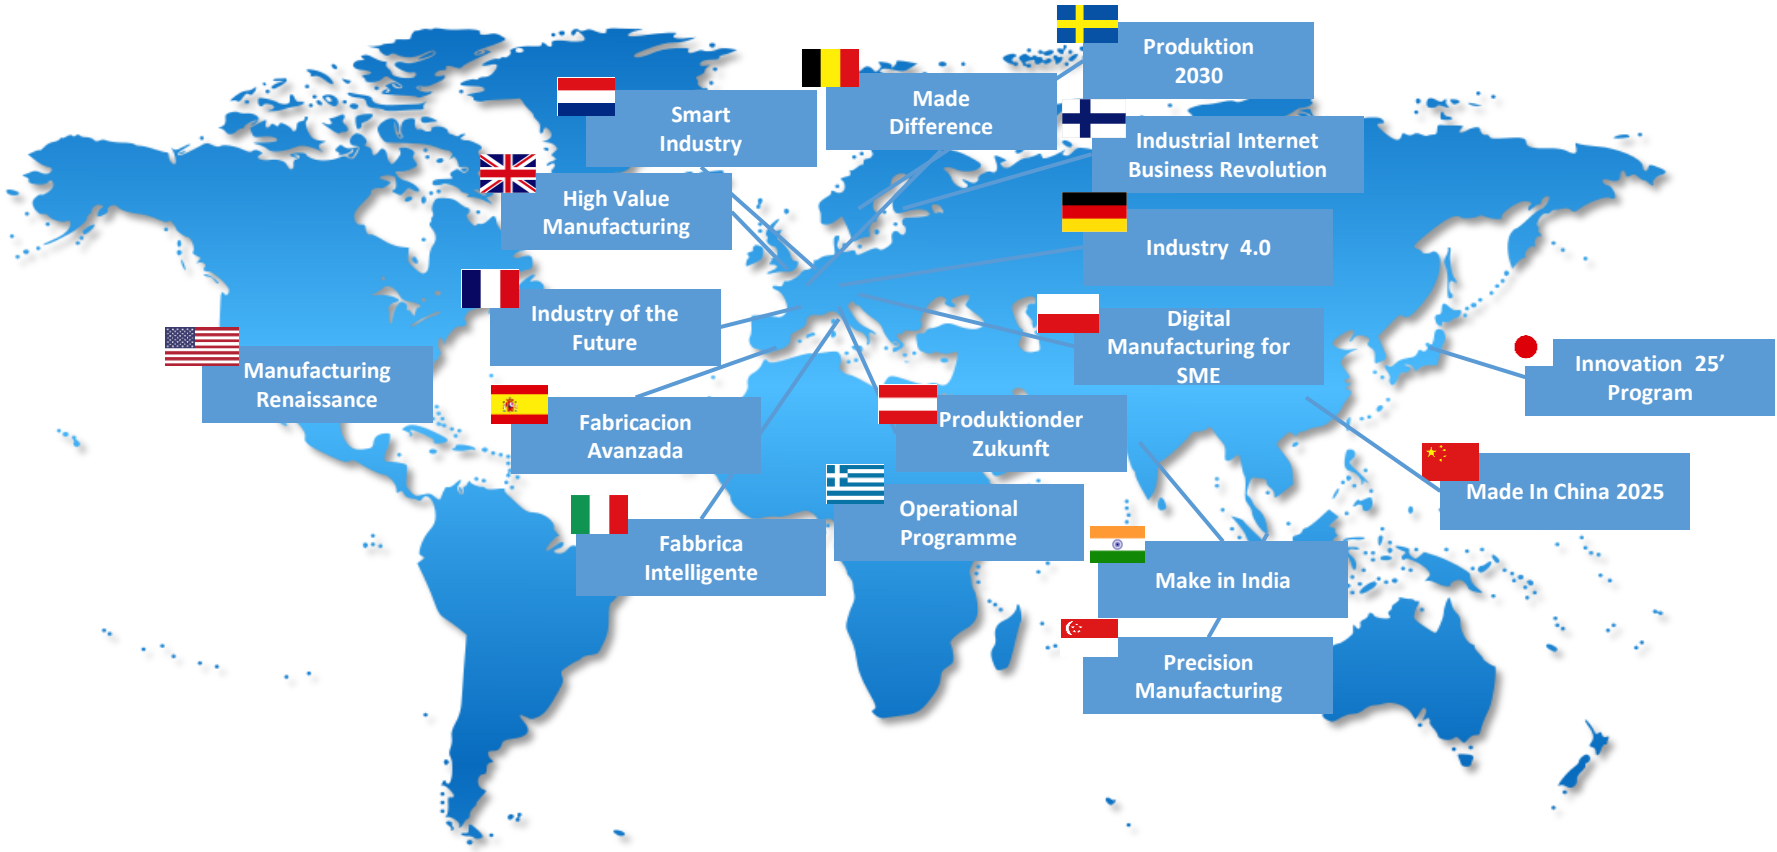 Produktion
2030
Made
Difference
Smart
Industry
Industrial Internet
Business Revolution
High Value
Manufacturing
Industry 4.0
Industry of the
Future
Digital
Manufacturing for
SME
Manufacturing
Renaissance
Innovation 25’
Program
Fabricacion
Avanzada
Produktionder
Zukunft
Made In China 2025
Operational
Programme
Fabbrica
Intelligente
Make in India
Precision
Manufacturing